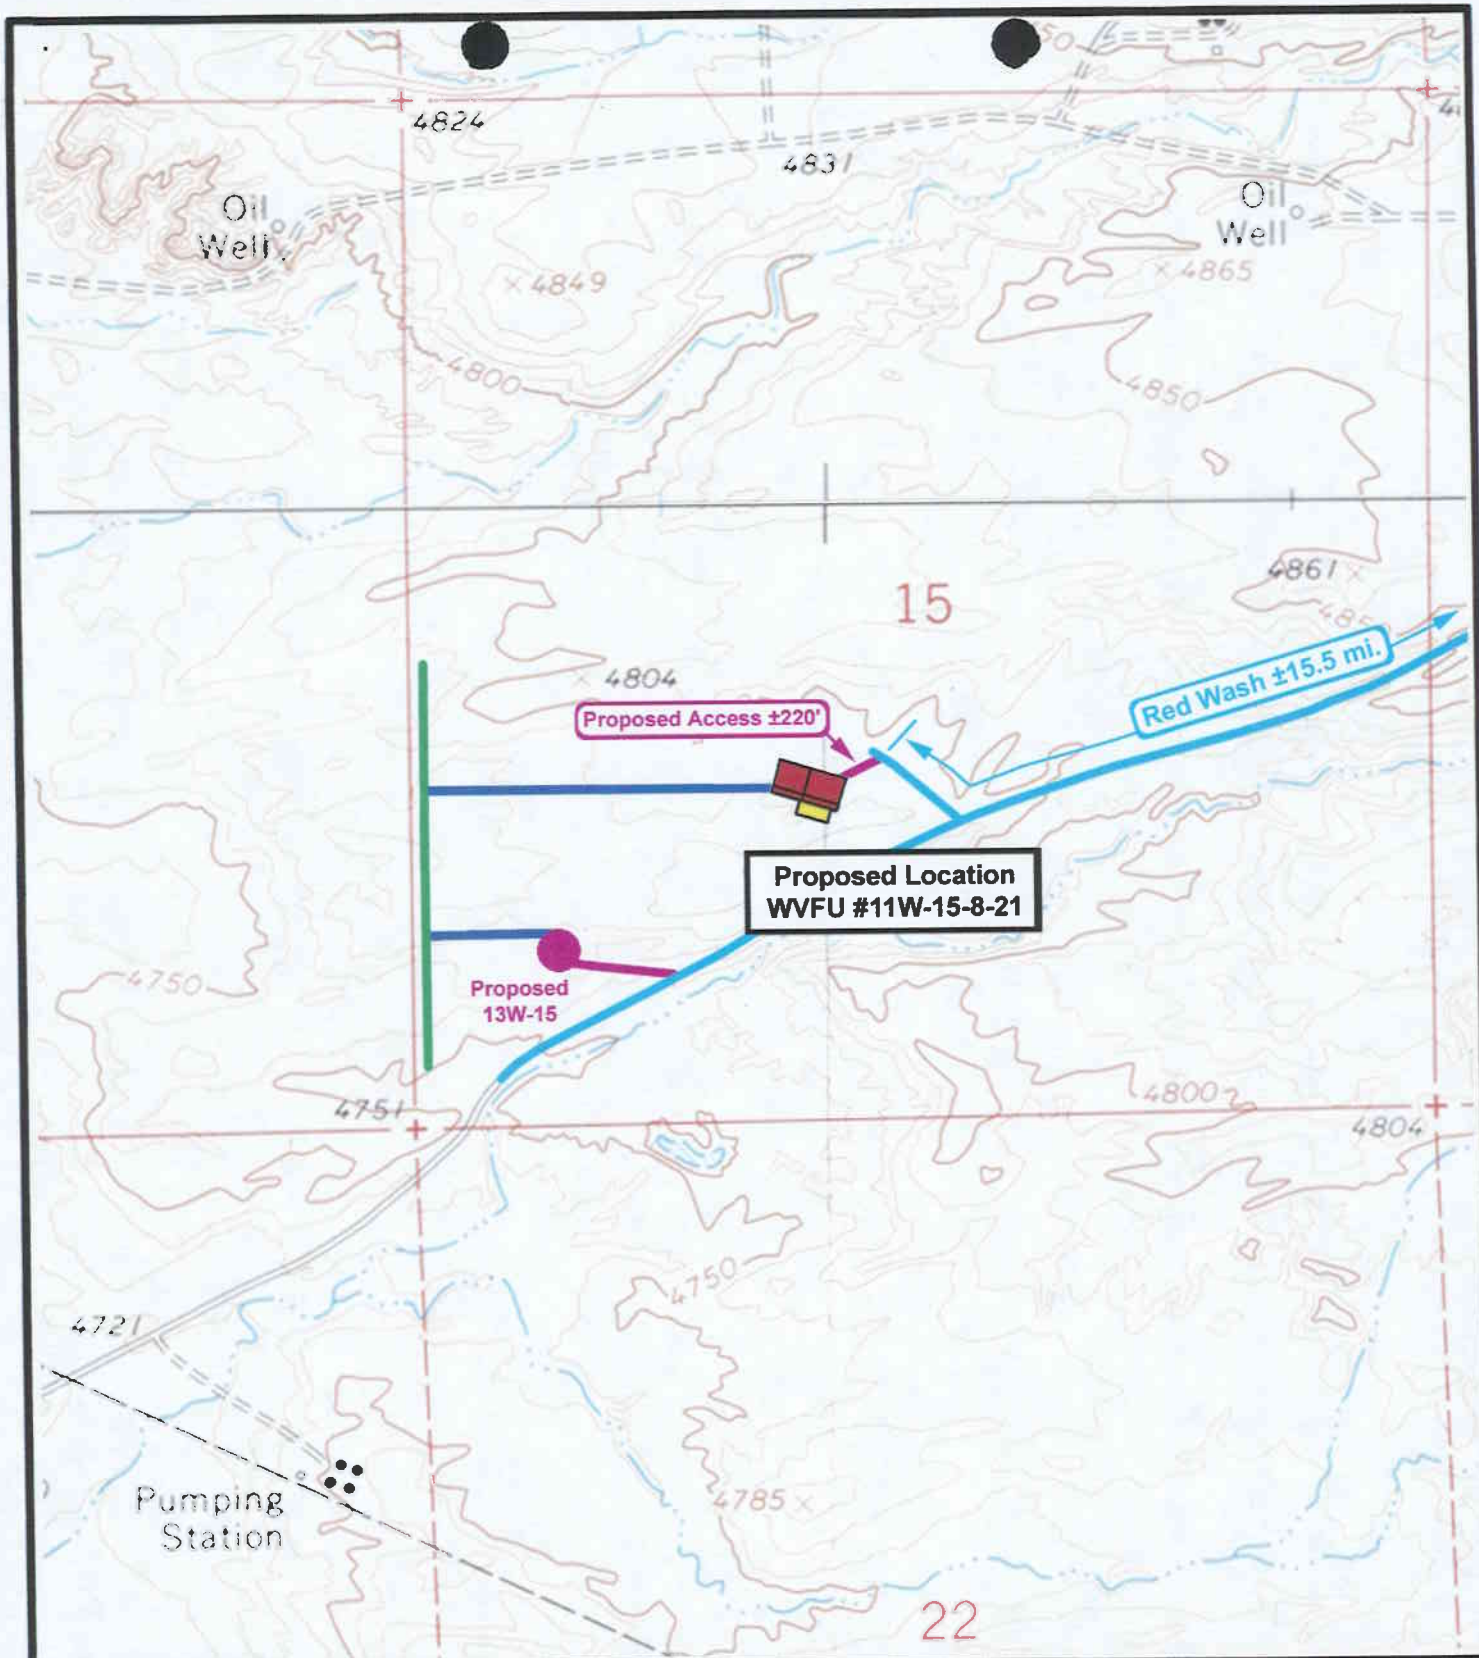 4824
4831
Oil
Well
Oil
Well
×4849
×4865
4800
4850
15
4861×
× 4804
Red Wash ±15.5 mi.
Proposed Access ±220'
Proposed Location
WVFU #11W-15-8-21
4750
Proposed
13W-15
4751
4800
4804
4750
4721
Pumping
Station
4785 ×
22